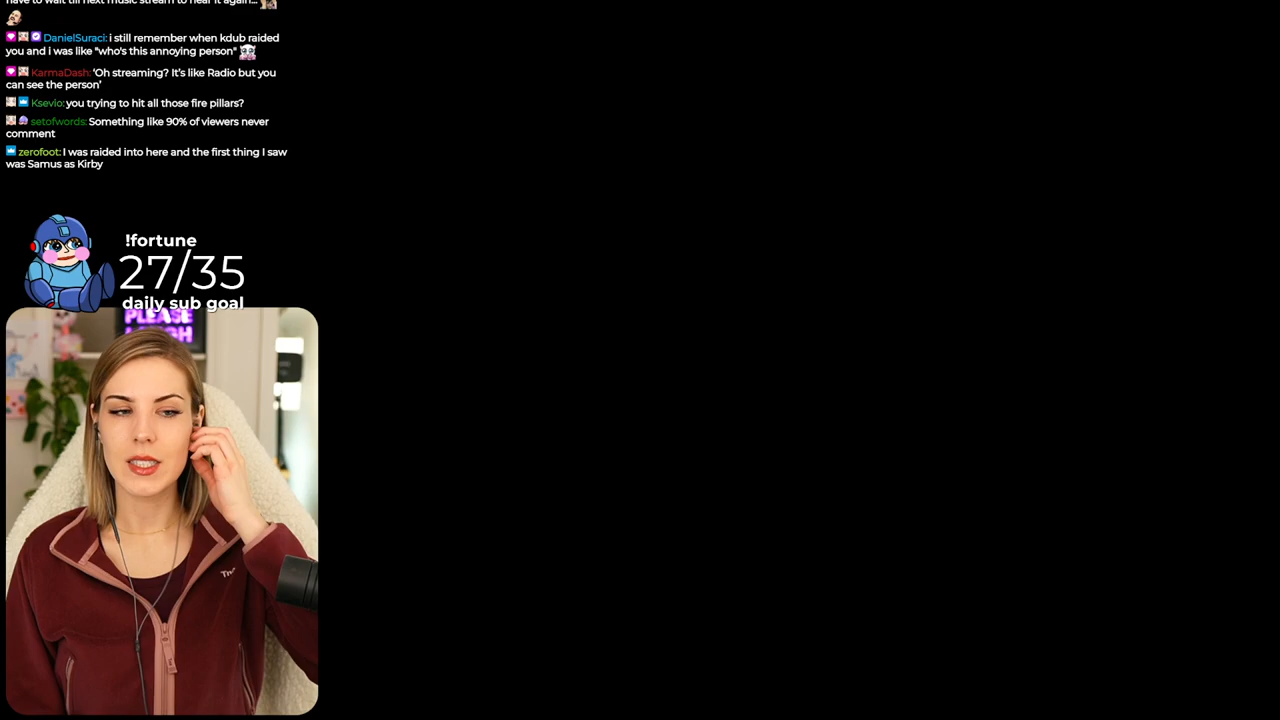 have to wait till next music stream to hear it again...
DanielSuraci: i still remember when kdub raided
you and i was like "who's this annoying person"
KarmaDash: 'Oh streaming? It's like Radio but you
can see the person'
Ksevio: you trying to hit all those fire pillars?
setofwords: Something like 90% of viewers never
comment
zerofoot: I was raided into here and the first thing I saw
was Samus as Kirby
!fortune
27/35
daily sub goal
PLEASE
LAUGH